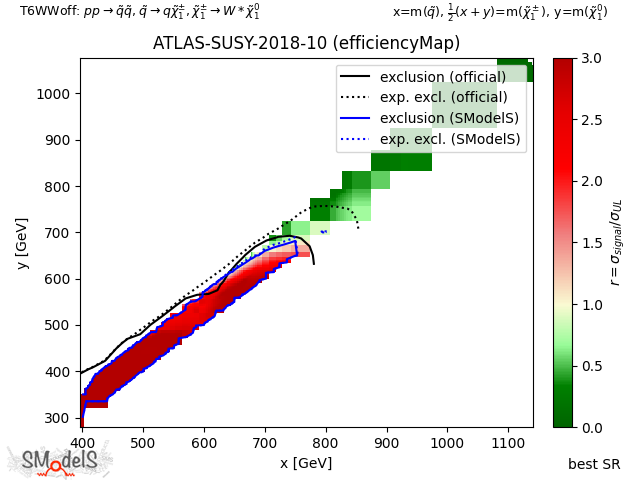 T6WWoff: pp → q̃q̃, q̃ → qχ̃₁^±, χ̃₁^± → W*χ̃₁⁰
x=m(q̃), ½(x + y)=m(χ̃₁^±), y=m(χ̃₁⁰)
ATLAS-SUSY-2018-10 (efficiencyMap)
exclusion (official)
exp. excl. (official)
exclusion (SModelS)
exp. excl. (SModelS)
y [GeV]
1000
900
800
700
600
500
400
300
400
500
600
700
800
900
1000
1100
x [GeV]
3.0
2.5
2.0
1.5
1.0
0.5
0.0
r = σ_signal/σ_UL
best SR
SModelS